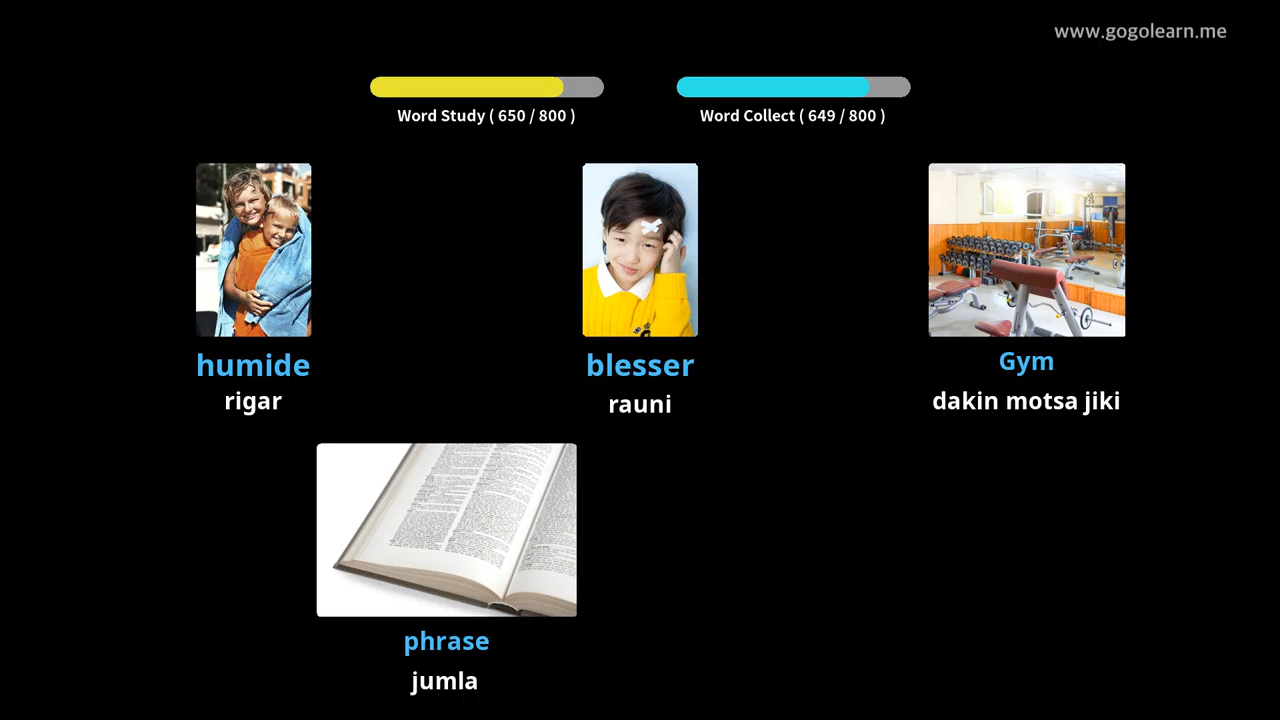 www.gogolearn.me
Word Study ( 650 / 800 )
Word Collect ( 649 / 800 )
humide
rigar
blesser
rauni
Gym
dakin motsa jiki
phrase
jumla